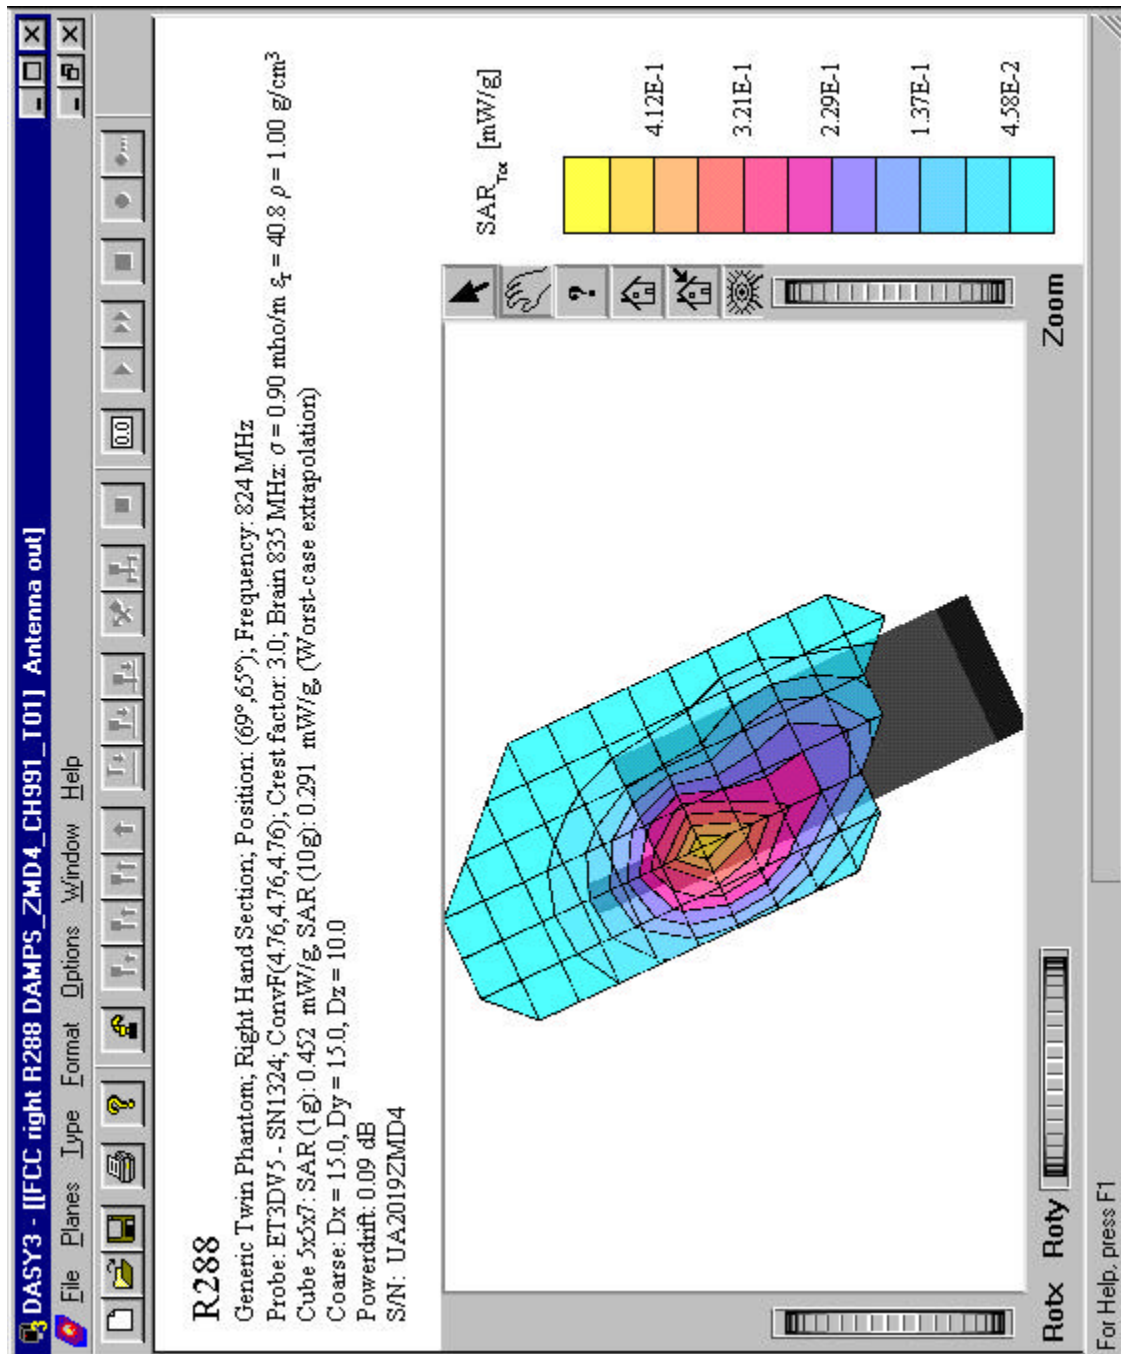 DASY3 - [[FCC right R288 DAMPS_ZMD4_CH991_T01] Antenna out]
File Planes Type Format Options Window Help
0.0
R288
Generic Twin Phantom; Right Hand Section; Position: (69°,65°); Frequency: 824 MHz
Probe: ET3DV5 - SN1324; ConvF(4.76,4.76,4.76); Crest factor: 3.0; Brain 835 MHz: σ = 0.90 mho/m εr = 40.8 ρ = 1.00 g/cm³
Cube 5x5x7: SAR (1g): 0.452 mW/g, SAR (10g): 0.291 mW/g, (Worst-case extrapolation)
Coarse: Dx = 15.0, Dy = 15.0, Dz = 10.0
Powerdrift: 0.09 dB
S/N: UA2019ZMD4
SARTot [mW/g]
4.12E-1
3.21E-1
2.29E-1
1.37E-1
4.58E-2
Rotx Roty Zoom
For Help, press F1